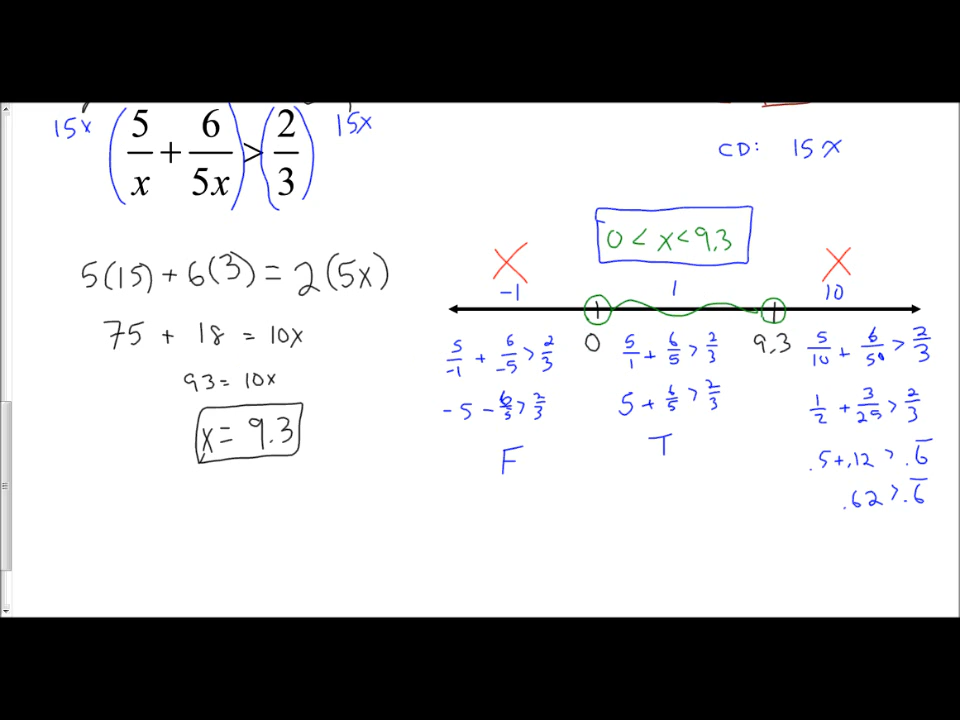 15x (5/x + 6/5x) > (2/3) 15x
CD: 15x
5(15) + 6(3) = 2(5x)
75 + 18 = 10x
93 = 10x
x = 9.3
0 < x < 9.3
-1 1 10
0 9.3
5/-1 + 6/-5 > 2/3
-5 - 6/5 > 2/3
F
5/1 + 6/5 > 2/3
5 + 6/5 > 2/3
T
5/10 + 6/50 > 2/3
1/2 + 3/25 > 2/3
.5 + .12 > .6̅
.62 > .6̅